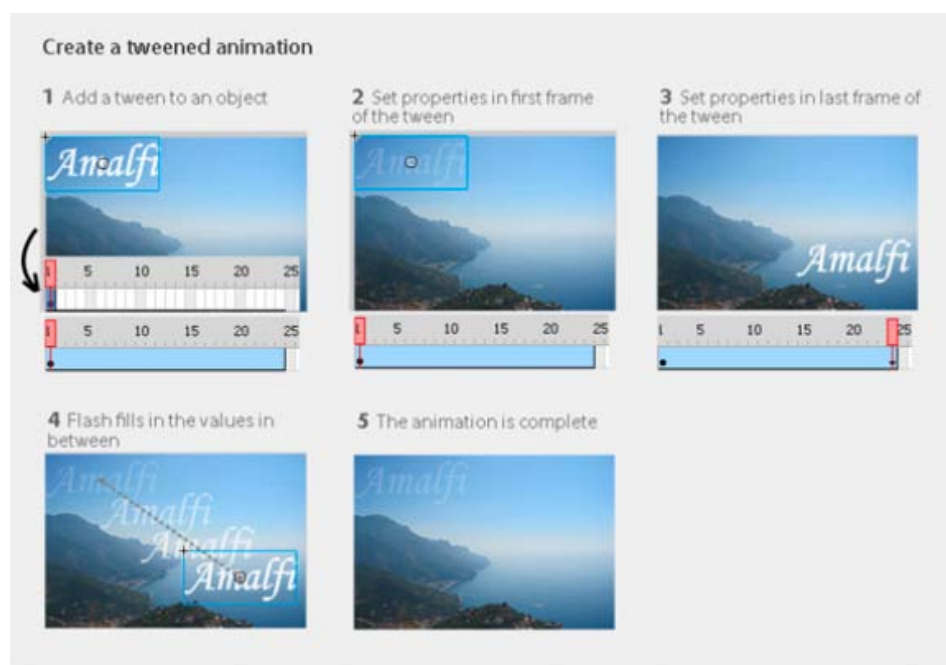 Create a tweened animation
1 Add a tween to an object
Amalfi
1 5 10 15 20 25
1 5 10 15 20 25
2 Set properties in first frame
of the tween
Amalfi
1 5 10 15 20 25
3 Set properties in last frame of
the tween
Amalfi
1 5 10 15 20 25
4 Flash fills in the values in
between
Amalfi
Amalfi
Amalfi
Amalfi
5 The animation is complete
Amalfi